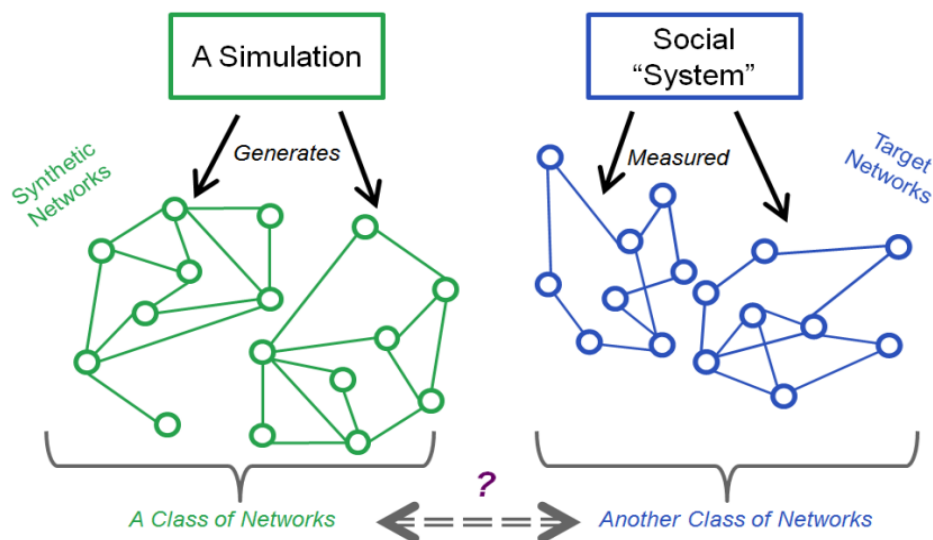 A Simulation
Social
“System”
Generates
Measured
Synthetic
Networks
Target
Networks
?
A Class of Networks
Another Class of Networks